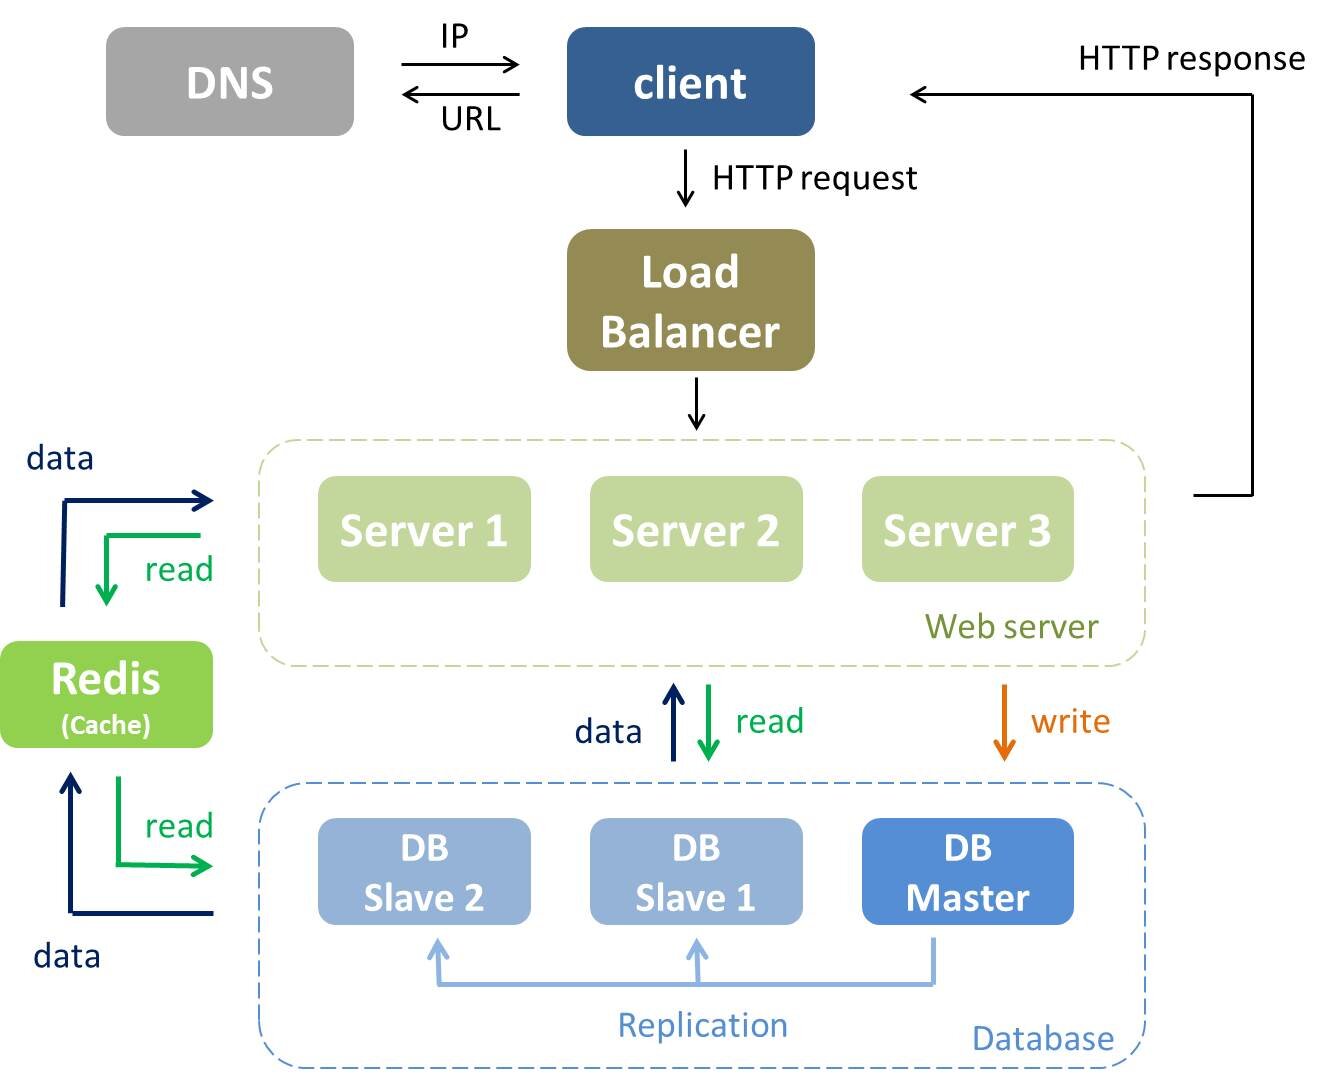 IP
DNS
client
URL
HTTP response
HTTP request
Load
Balancer
data
read
Server 1
Server 2
Server 3
Web server
Redis
(Cache)
data
read
write
read
data
DB
Slave 2
DB
Slave 1
DB
Master
Replication
Database